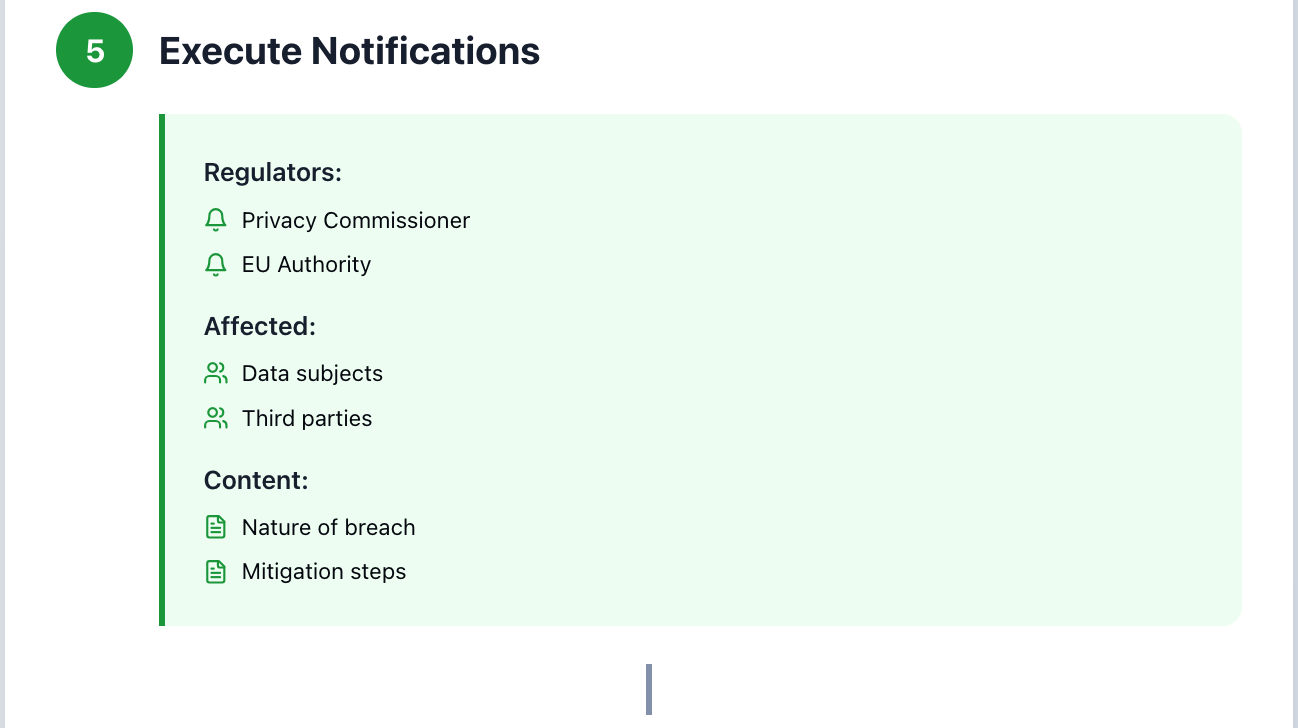 5
Execute Notifications
Regulators:
Privacy Commissioner
EU Authority
Affected:
Data subjects
Third parties
Content:
Nature of breach
Mitigation steps